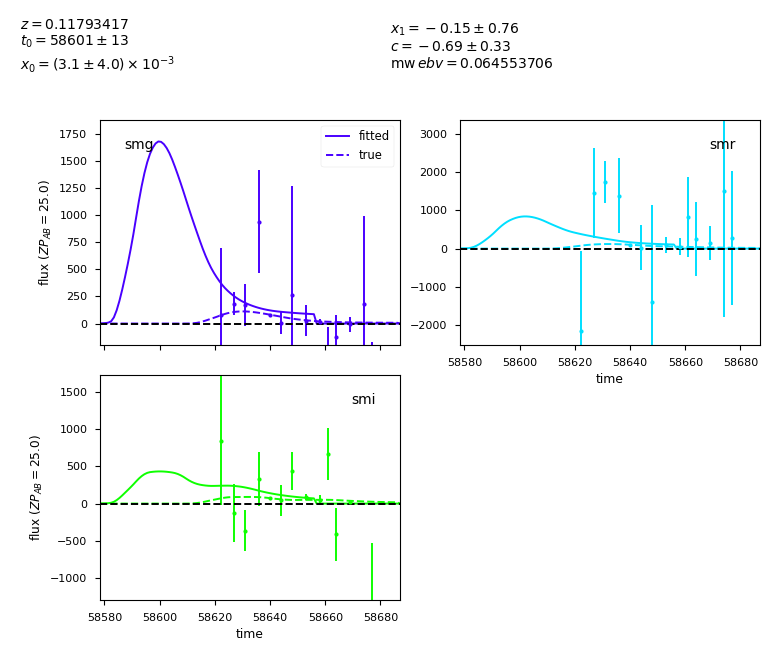 z = 0.11793417
t₀ = 58601 ± 13
x₀ = (3.1 ± 4.0) × 10⁻³
x₁ = −0.15 ± 0.76
c = −0.69 ± 0.33
mwebv = 0.064553706
smg
fitted
true
1750
1500
1250
1000
750
500
250
0
flux (ZP_AB = 25.0)
smr
3000
2000
1000
0
−1000
−2000
58580 58600 58620 58640 58660 58680
time
smi
1500
1000
500
0
−500
−1000
flux (ZP_AB = 25.0)
58580 58600 58620 58640 58660 58680
time